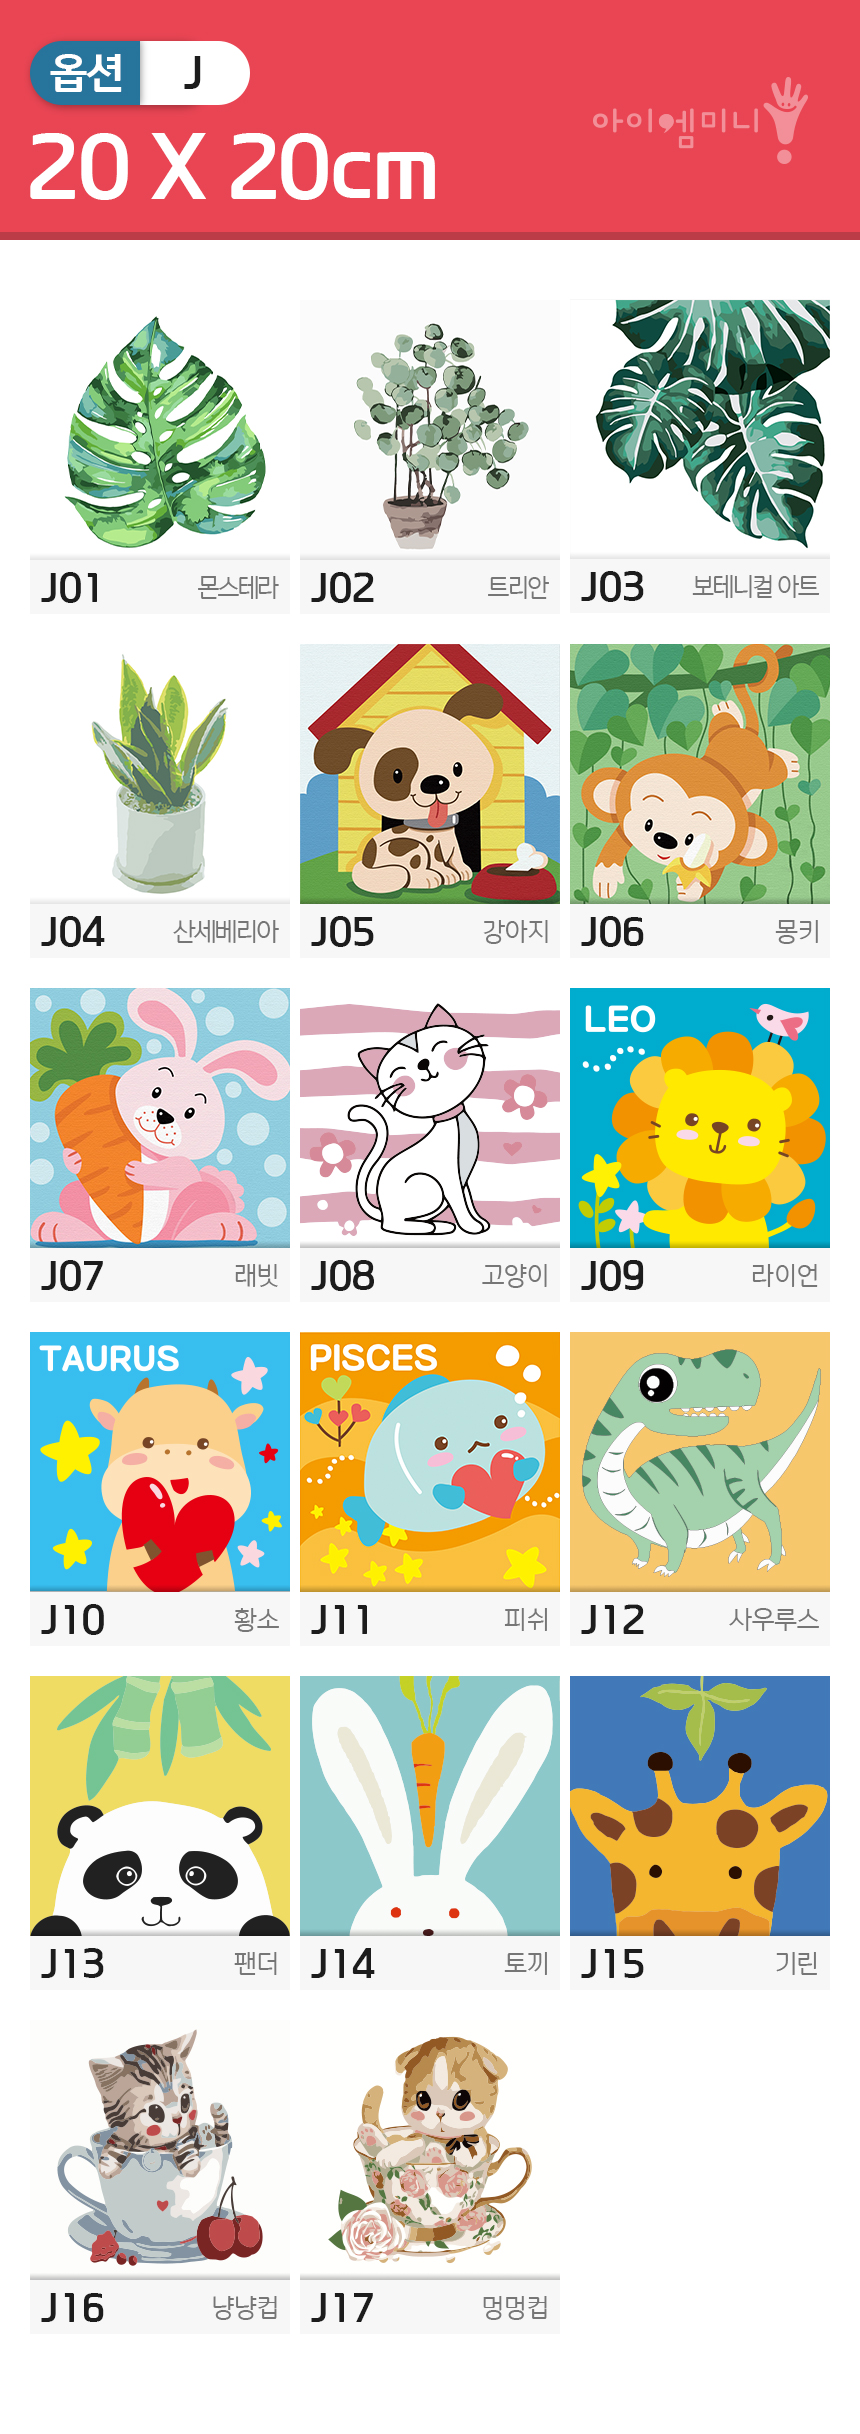 옵션 J
아이엠미니
20 X 20cm
J01 몬스테라
J02 트리안
J03 보테니컬 아트
J04 산세베리아
J05 강아지
J06 몽키
J07 래빗
J08 고양이
LEO
J09 라이언
TAURUS
J10 황소
PISCES
J11 피쉬
J12 사우루스
J13 팬더
J14 토끼
J15 기린
J16 냥냥컵
J17 멍멍컵